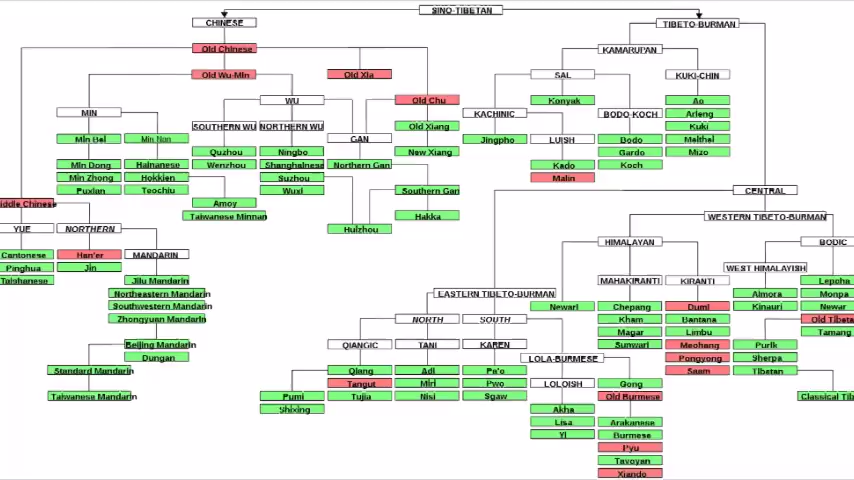 SINO-TIBETAN
CHINESE
TIBETO-BURMAN
Old Chinese
KAMARUPAN
Old Wu-Min
Old Xia
SAL
KUKI-CHIN
WU
Old Chu
Konyak
Ao
MIN
KACHINIC
BODO-KOCH
Arleng
SOUTHERN WU
NORTHERN WU
Old Xiang
Kuki
Min Bei
Min Nan
GAN
Jingpho
LUISH
Bodo
Meithei
Quzhou
Ningbo
New Xiang
Gardo
Mizo
Min Dong
Hainanese
Wenzhou
Shanghainese
Northern Gan
Kado
Koch
Min Zhong
Hokkien
Suzhou
Malin
Puxian
Teochiu
Wuxi
Southern Gan
CENTRAL
iddle Chinese
Amoy
Taiwanese Minnan
Hakka
WESTERN TIBETO-BURMAN
YUE
NORTHERN
Huizhou
HIMALAYAN
BODIC
Cantonese
Han'er
MANDARIN
Pinghua
Jin
WEST HIMALAYISH
Taishanese
Jilu Mandarin
MAHAKIRANTI
KIRANTI
Lepcha
Northeastern Mandarin
EASTERN TIBETO-BURMAN
Almora
Monpa
Southwestern Mandarin
Newari
Chepang
Dumi
Kinauri
Newar
Zhongyuan Mandarin
NORTH
SOUTH
Kham
Bantana
Old Tibeta
Magar
Limbu
Tamang
Beijing Mandarin
QIANGIC
TANI
KAREN
Sunwari
Meohang
Purik
Dungan
LOLA-BURMESE
Pongyong
Sherpa
Standard Mandarin
Qiang
Adi
Pa'o
Saam
Tibetan
Tangut
Miri
Pwo
LOLOISH
Gong
Taiwanese Mandarin
Pumi
Tujia
Nisi
Sgaw
Old Burmese
Classical Tib
Shixing
Akha
Lisa
Arakanese
Yi
Burmese
Pyu
Tavoyan
Xiando